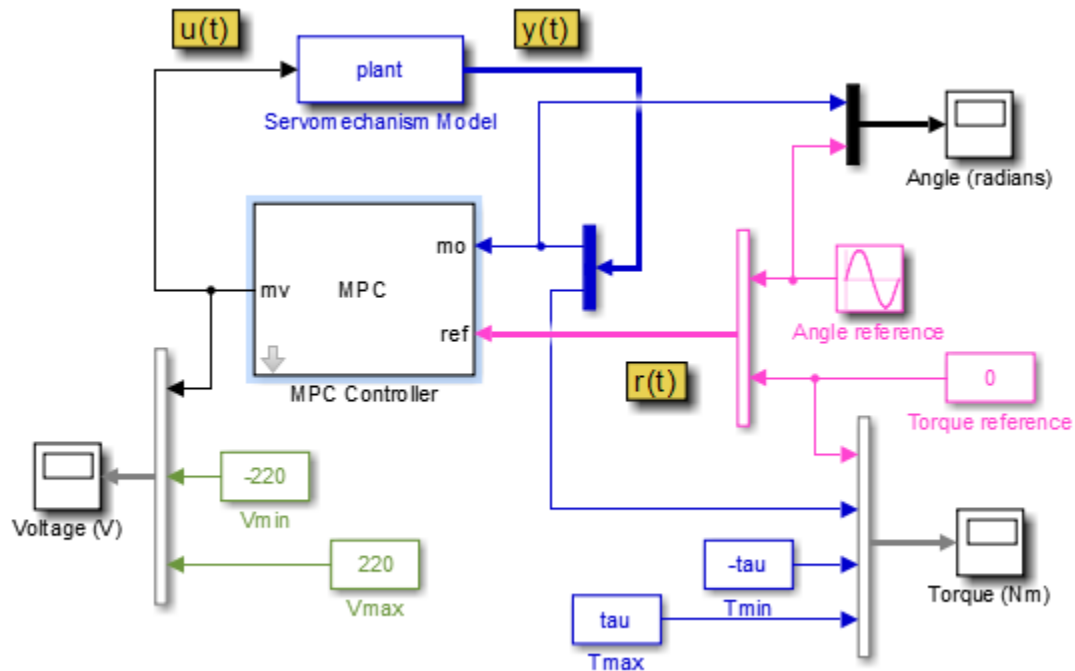 u(t)
y(t)
plant
Servomechanism Model
Angle (radians)
mo
mv
MPC
ref
MPC Controller
Angle reference
r(t)
0
Torque reference
-220
Vmin
Voltage (V)
220
Vmax
-tau
Tmin
tau
Tmax
Torque (Nm)